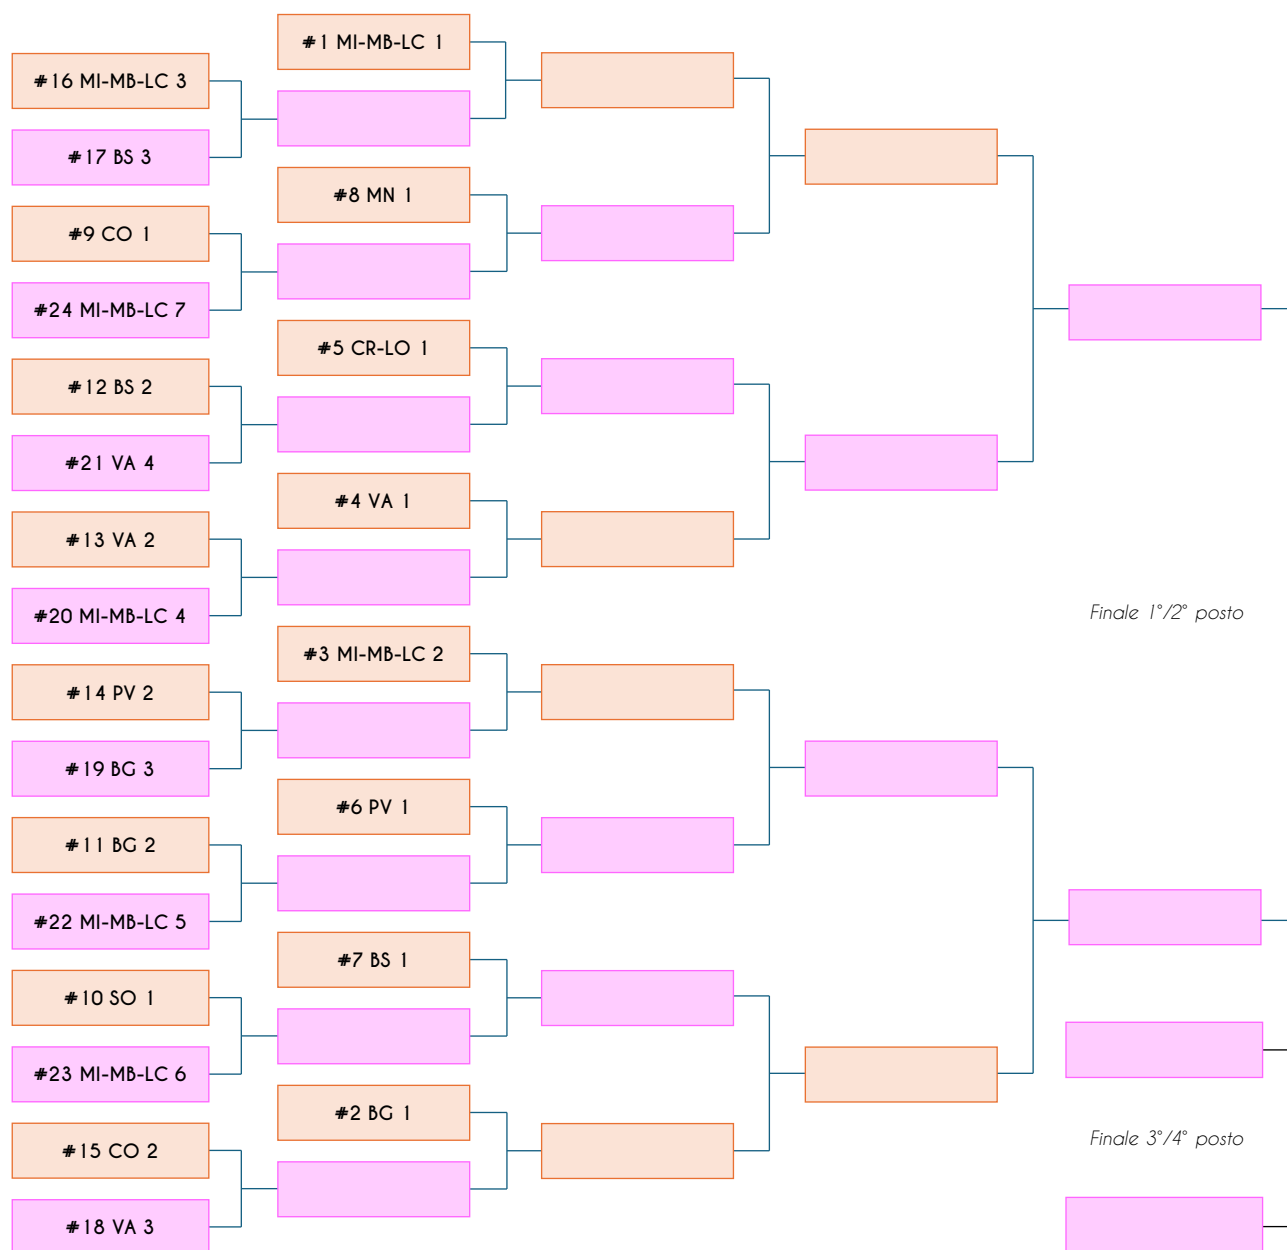 #1 MI-MB-LC 1
#16 MI-MB-LC 3
#17 BS 3
#8 MN 1
#9 CO 1
#24 MI-MB-LC 7
#5 CR-LO 1
#12 BS 2
#21 VA 4
#4 VA 1
#13 VA 2
#20 MI-MB-LC 4
Finale 1°/2° posto
#3 MI-MB-LC 2
#14 PV 2
#19 BG 3
#6 PV 1
#11 BG 2
#22 MI-MB-LC 5
#7 BS 1
#10 SO 1
#23 MI-MB-LC 6
#2 BG 1
Finale 3°/4° posto
#15 CO 2
#18 VA 3